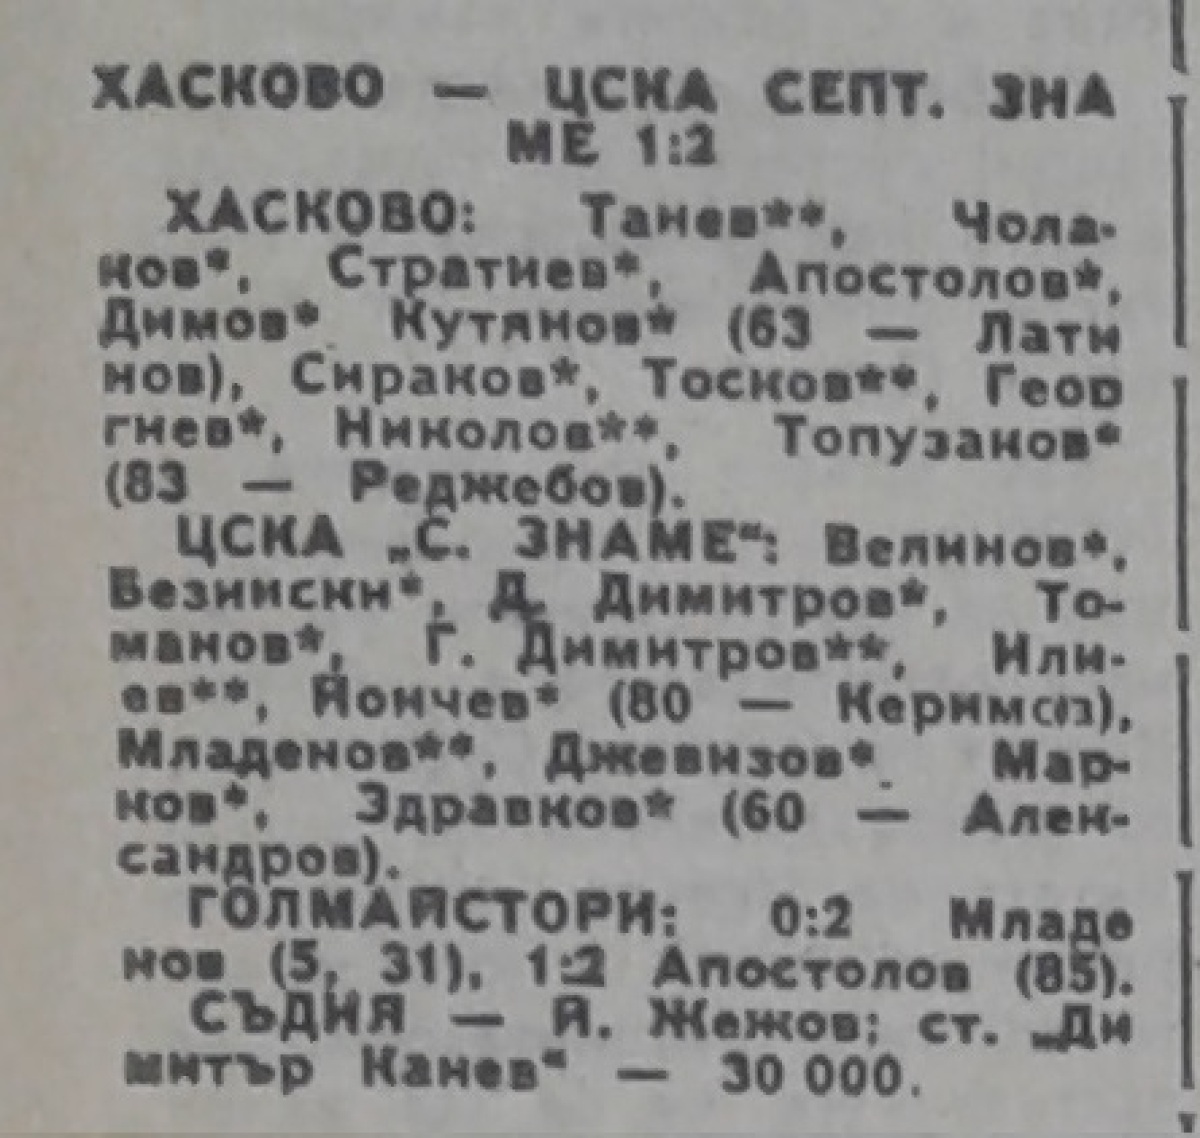 ХАСКОВО — ЦСКА СЕПТ. ЗНА
МЕ 1:2
ХАСКОВО: Танев**, Чола-
нов*, Стратиев*, Апостолов*,
Димов* Кутянов* (63 — Лати
нов), Сираков*, Тосков**, Геор
гиев*, Николов**, Топузаков*
(83 — Реджебов).
ЦСКА „С. ЗНАМЕ“: Велинов*,
Безински*, Д. Димитров*, То-
манов*, Г. Димитров**, Или-
ев**, Йончев* (80 — Керимов),
Младенов**, Джевизов*. Мар-
ков*, Здравков* (60 — Алек-
сандров).
ГОЛМАЙСТОРИ: 0:2 Младе
нов (5, 31), 1:2 Апостолов (85).
СЪДИЯ — Й. Жежов; ст. „Ди
митър Канев“ — 30 000.